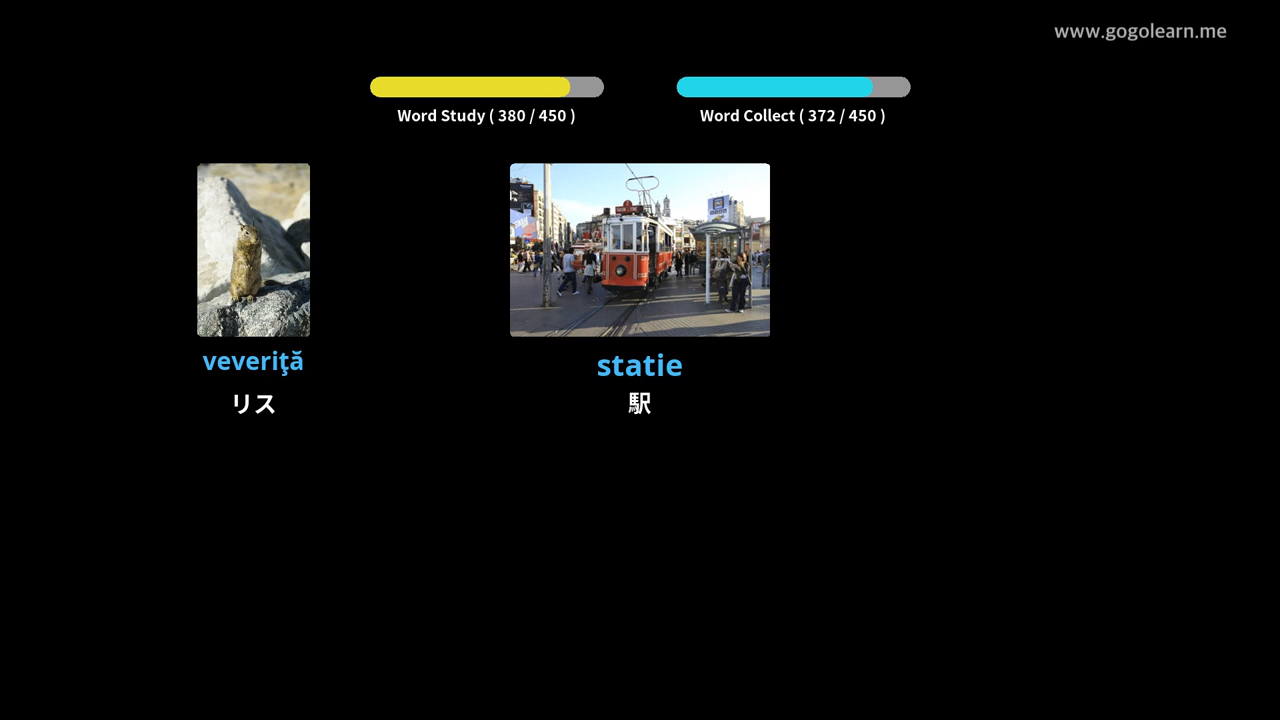 www.gogolearn.me
Word Study ( 380 / 450 )
Word Collect ( 372 / 450 )
veveriţă
リス
statie
駅